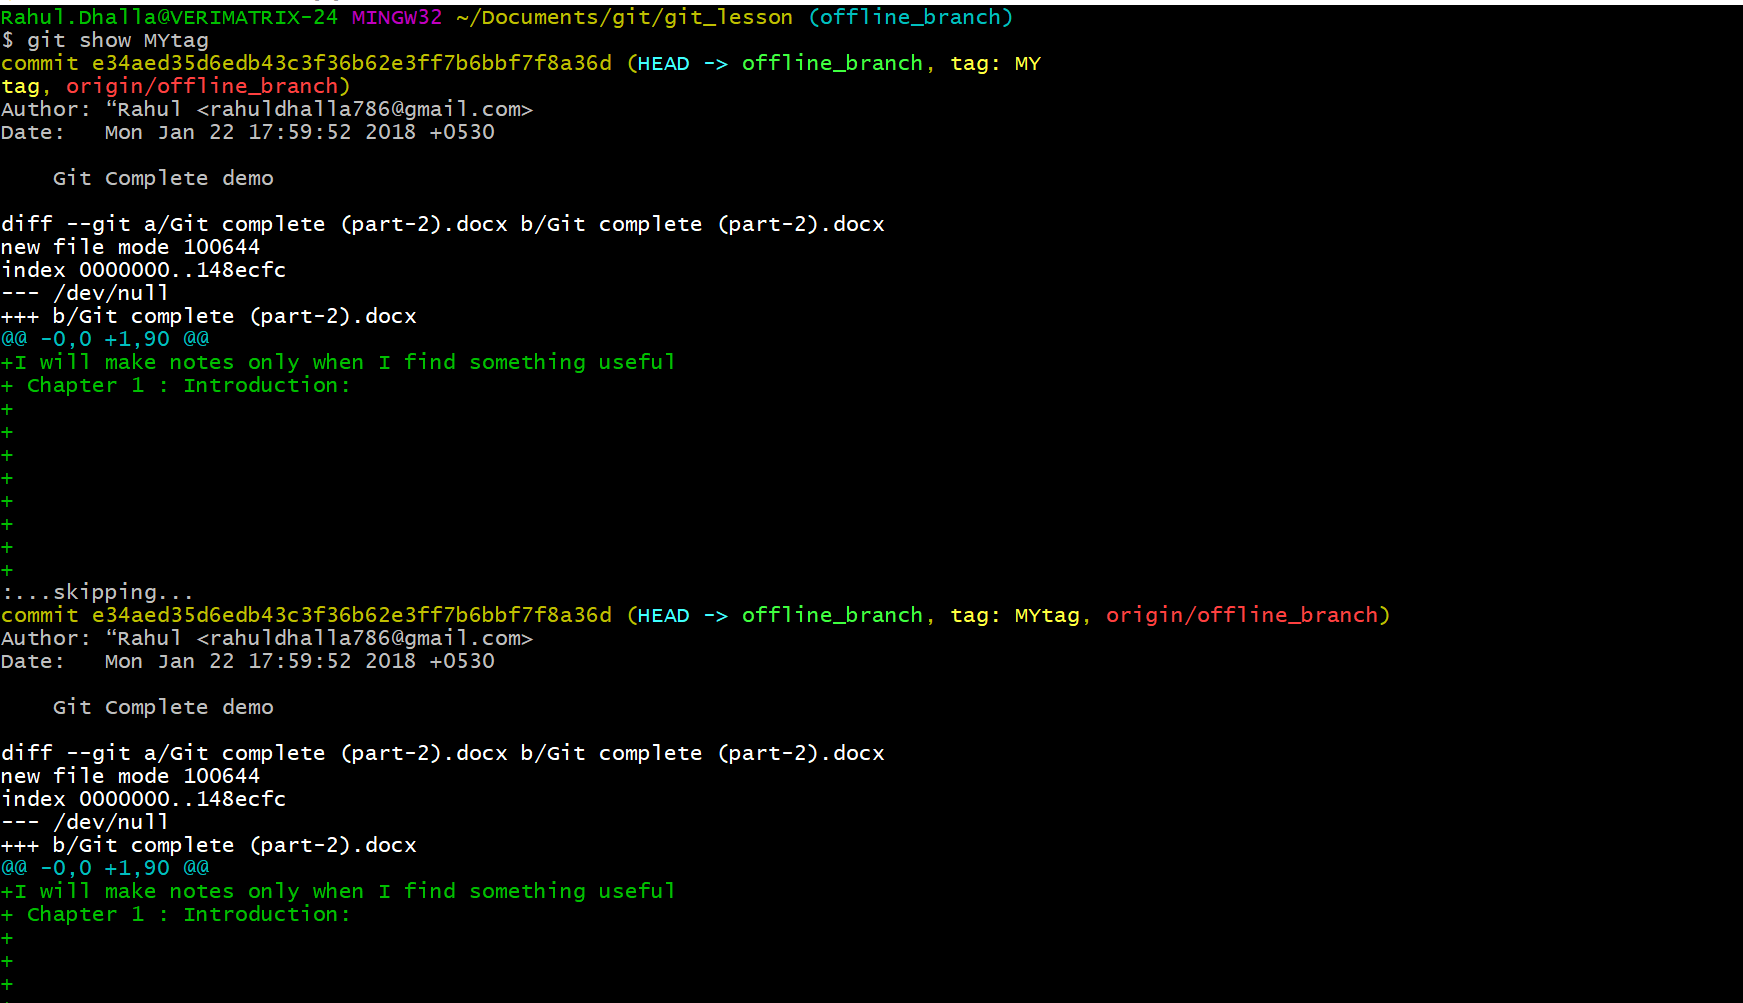 Rahul.Dhalla@VERIMATRIX-24 MINGW32 ~/Documents/git/git_lesson (offline_branch)
$ git show MYtag
commit e34aed35d6edb43c3f36b62e3ff7b6bbf7f8a36d (HEAD -> offline_branch, tag: MY
tag, origin/offline_branch)
Author: “Rahul <rahuldhalla786@gmail.com>
Date:   Mon Jan 22 17:59:52 2018 +0530

    Git Complete demo

diff --git a/Git complete (part-2).docx b/Git complete (part-2).docx
new file mode 100644
index 0000000..148ecfc
--- /dev/null
+++ b/Git complete (part-2).docx
@@ -0,0 +1,90 @@
+I will make notes only when I find something useful
+ Chapter 1 : Introduction:
+
+
+
+
+
+
+
+
:...skipping...
commit e34aed35d6edb43c3f36b62e3ff7b6bbf7f8a36d (HEAD -> offline_branch, tag: MYtag, origin/offline_branch)
Author: “Rahul <rahuldhalla786@gmail.com>
Date:   Mon Jan 22 17:59:52 2018 +0530

    Git Complete demo

diff --git a/Git complete (part-2).docx b/Git complete (part-2).docx
new file mode 100644
index 0000000..148ecfc
--- /dev/null
+++ b/Git complete (part-2).docx
@@ -0,0 +1,90 @@
+I will make notes only when I find something useful
+ Chapter 1 : Introduction:
+
+
+